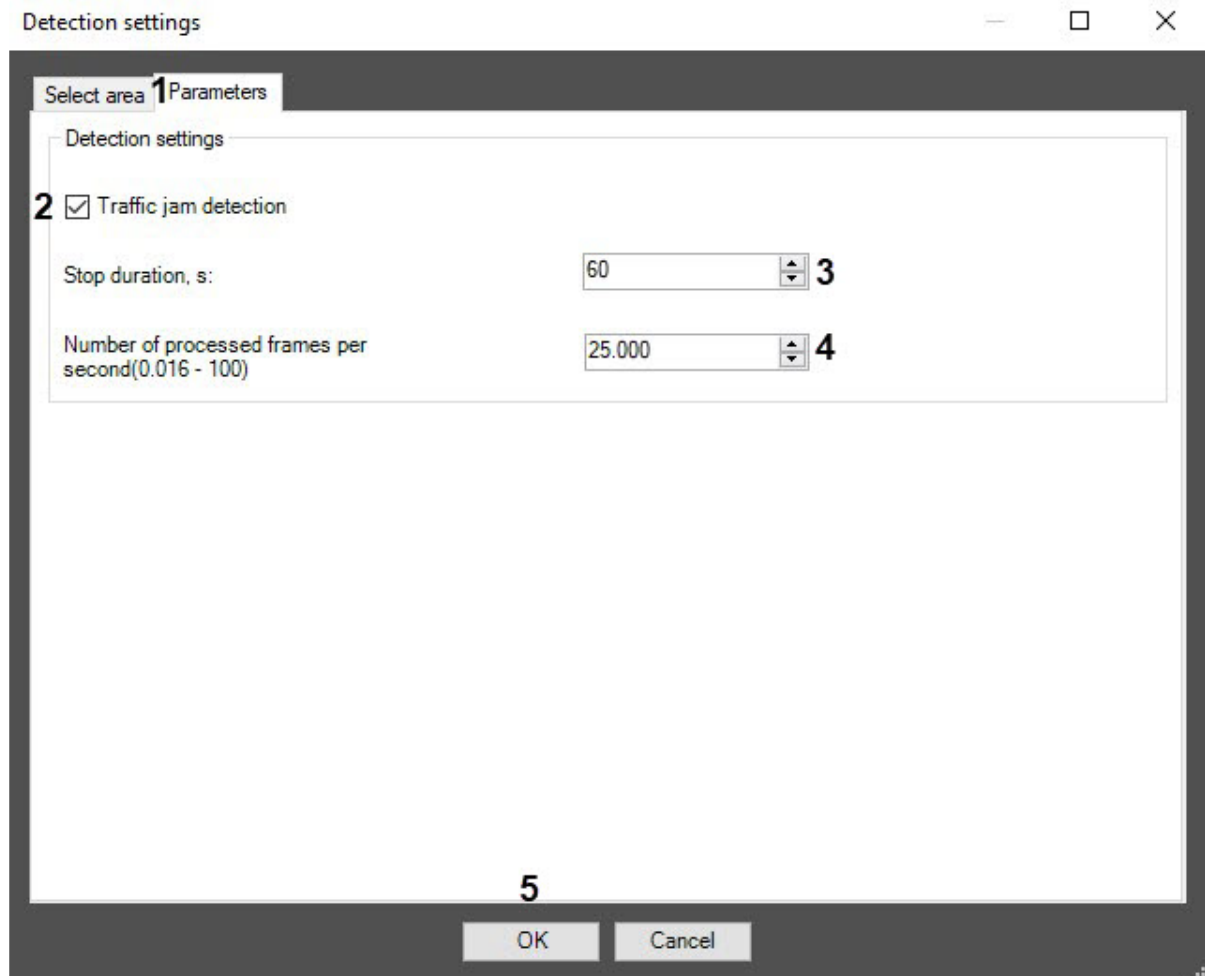 Detection settings
Select area 1 Parameters
Detection settings
2 Traffic jam detection
Stop duration, s: 60 3
Number of processed frames per
second(0.016 - 100) 25.000 4
5
OK Cancel